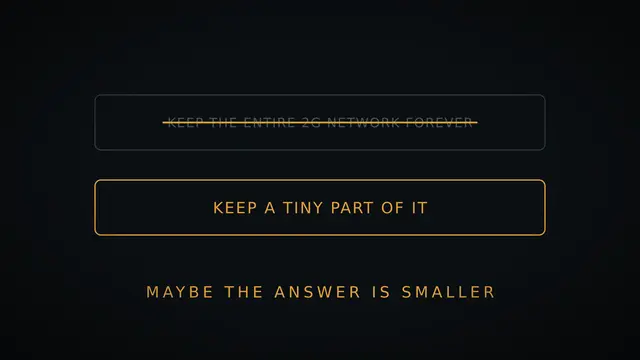 KEEP THE ENTIRE 2G NETWORK FOREVER
KEEP A TINY PART OF IT
MAYBE THE ANSWER IS SMALLER